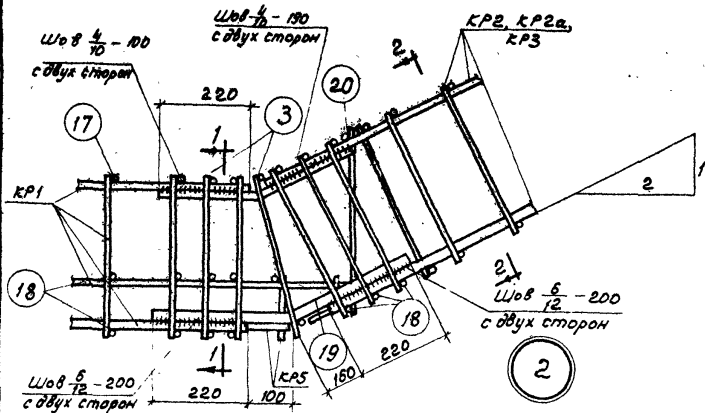 Шов 4/10 - 190
с двух сторон
Шов 4/10 - 100
с двух сторон
КР2, КР2а,
КР3
2
220
20
17
3
1
КР1
1
2
18
2
Шов 6/12 - 200
с двух сторон
18
19
160
220
2
1
КР5
Шов 6/12 - 200
с двух сторон
220
100